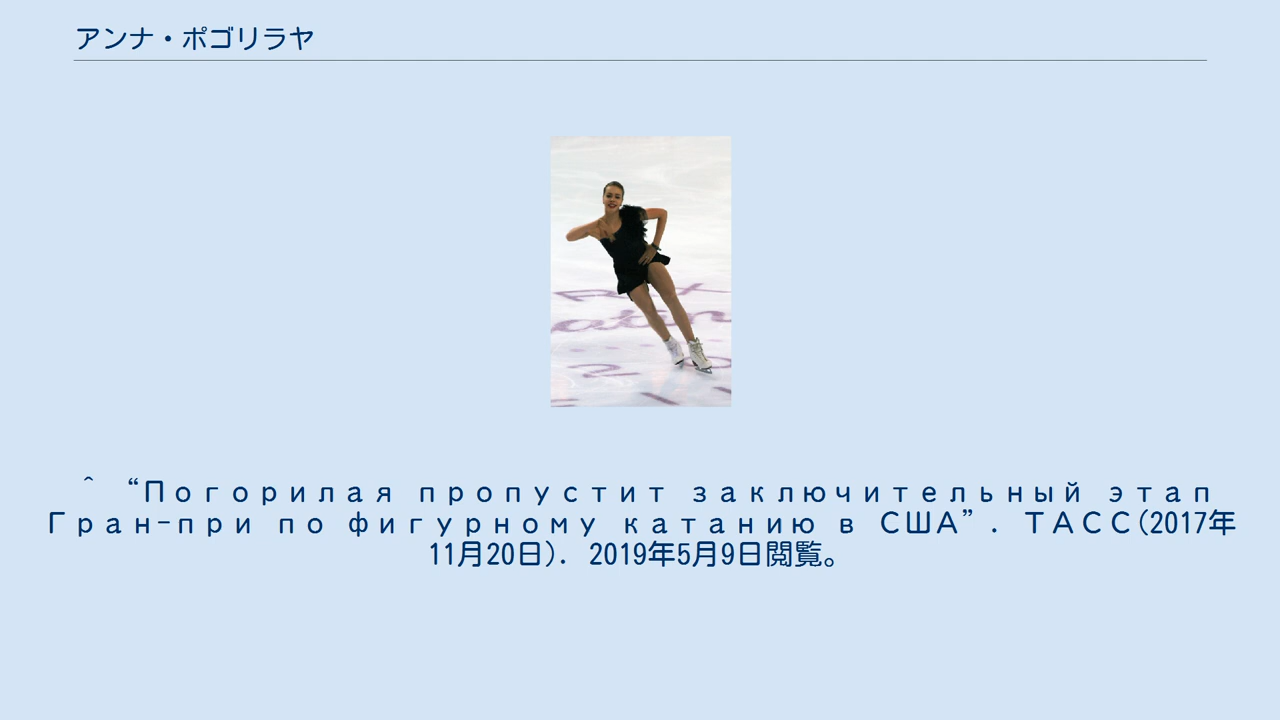 アンナ・ポゴリラヤ
^ “Погорилая пропустит заключительный этап
Гран-при по фигурному катанию в США”. ТАСС(2017年
11月20日). 2019年5月9日閲覧。